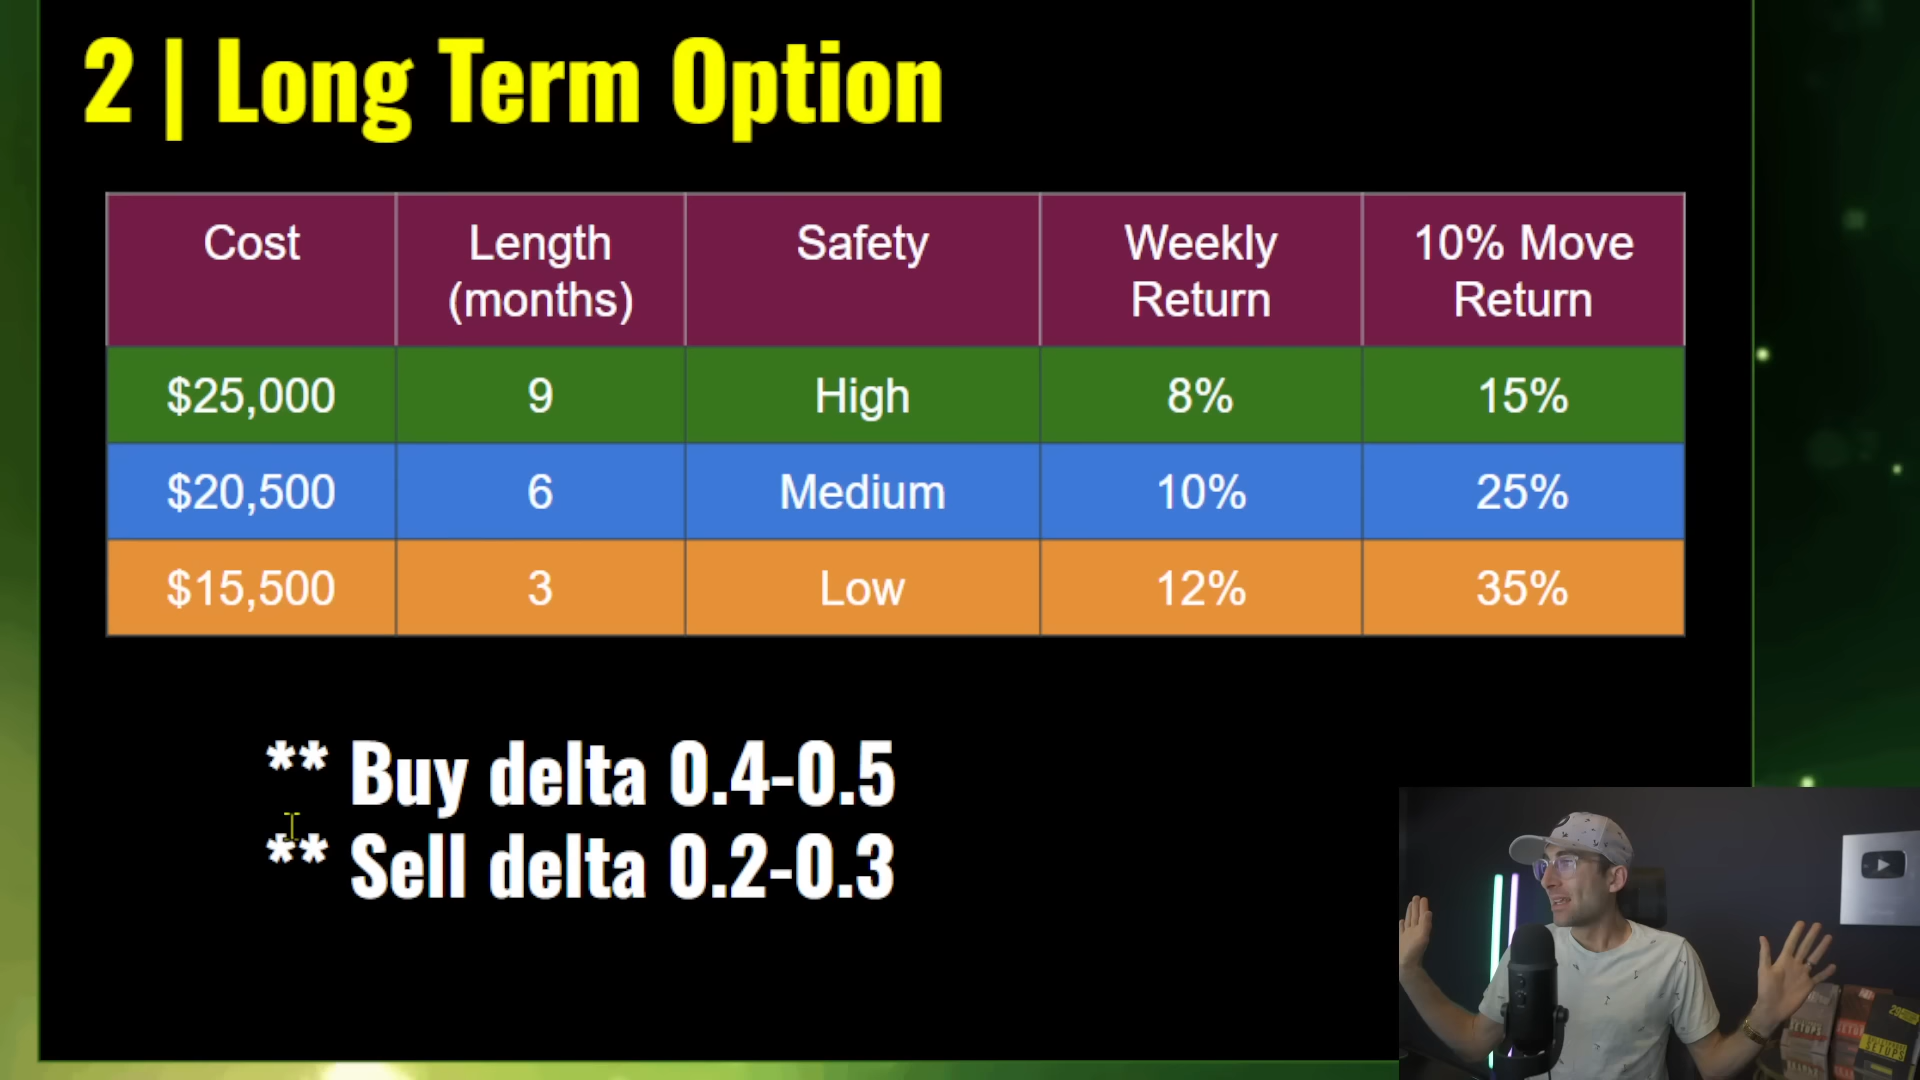 2 | Long Term Option
Cost
Length
(months)
Safety
Weekly
Return
10% Move
Return
$25,000
9
High
8%
15%
$20,500
6
Medium
10%
25%
$15,500
3
Low
12%
35%
** Buy delta 0.4-0.5
** Sell delta 0.2-0.3
SETUPS